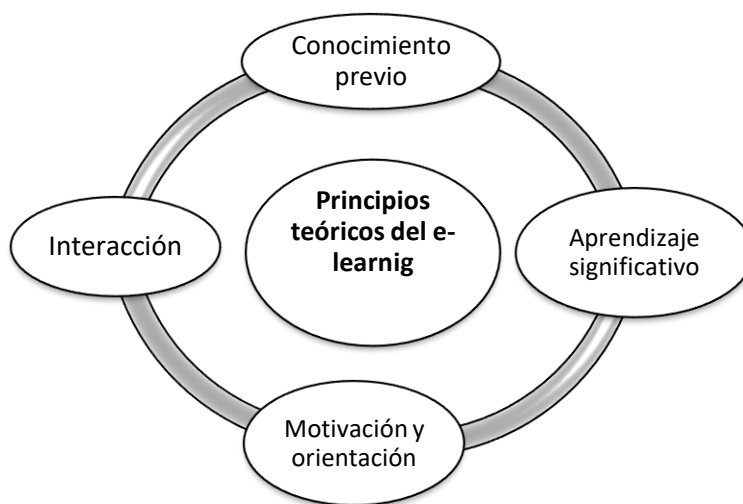 Conocimiento
previo
Principios
teóricos del e-
learnig
Interacción
Aprendizaje
significativo
Motivación y
orientación